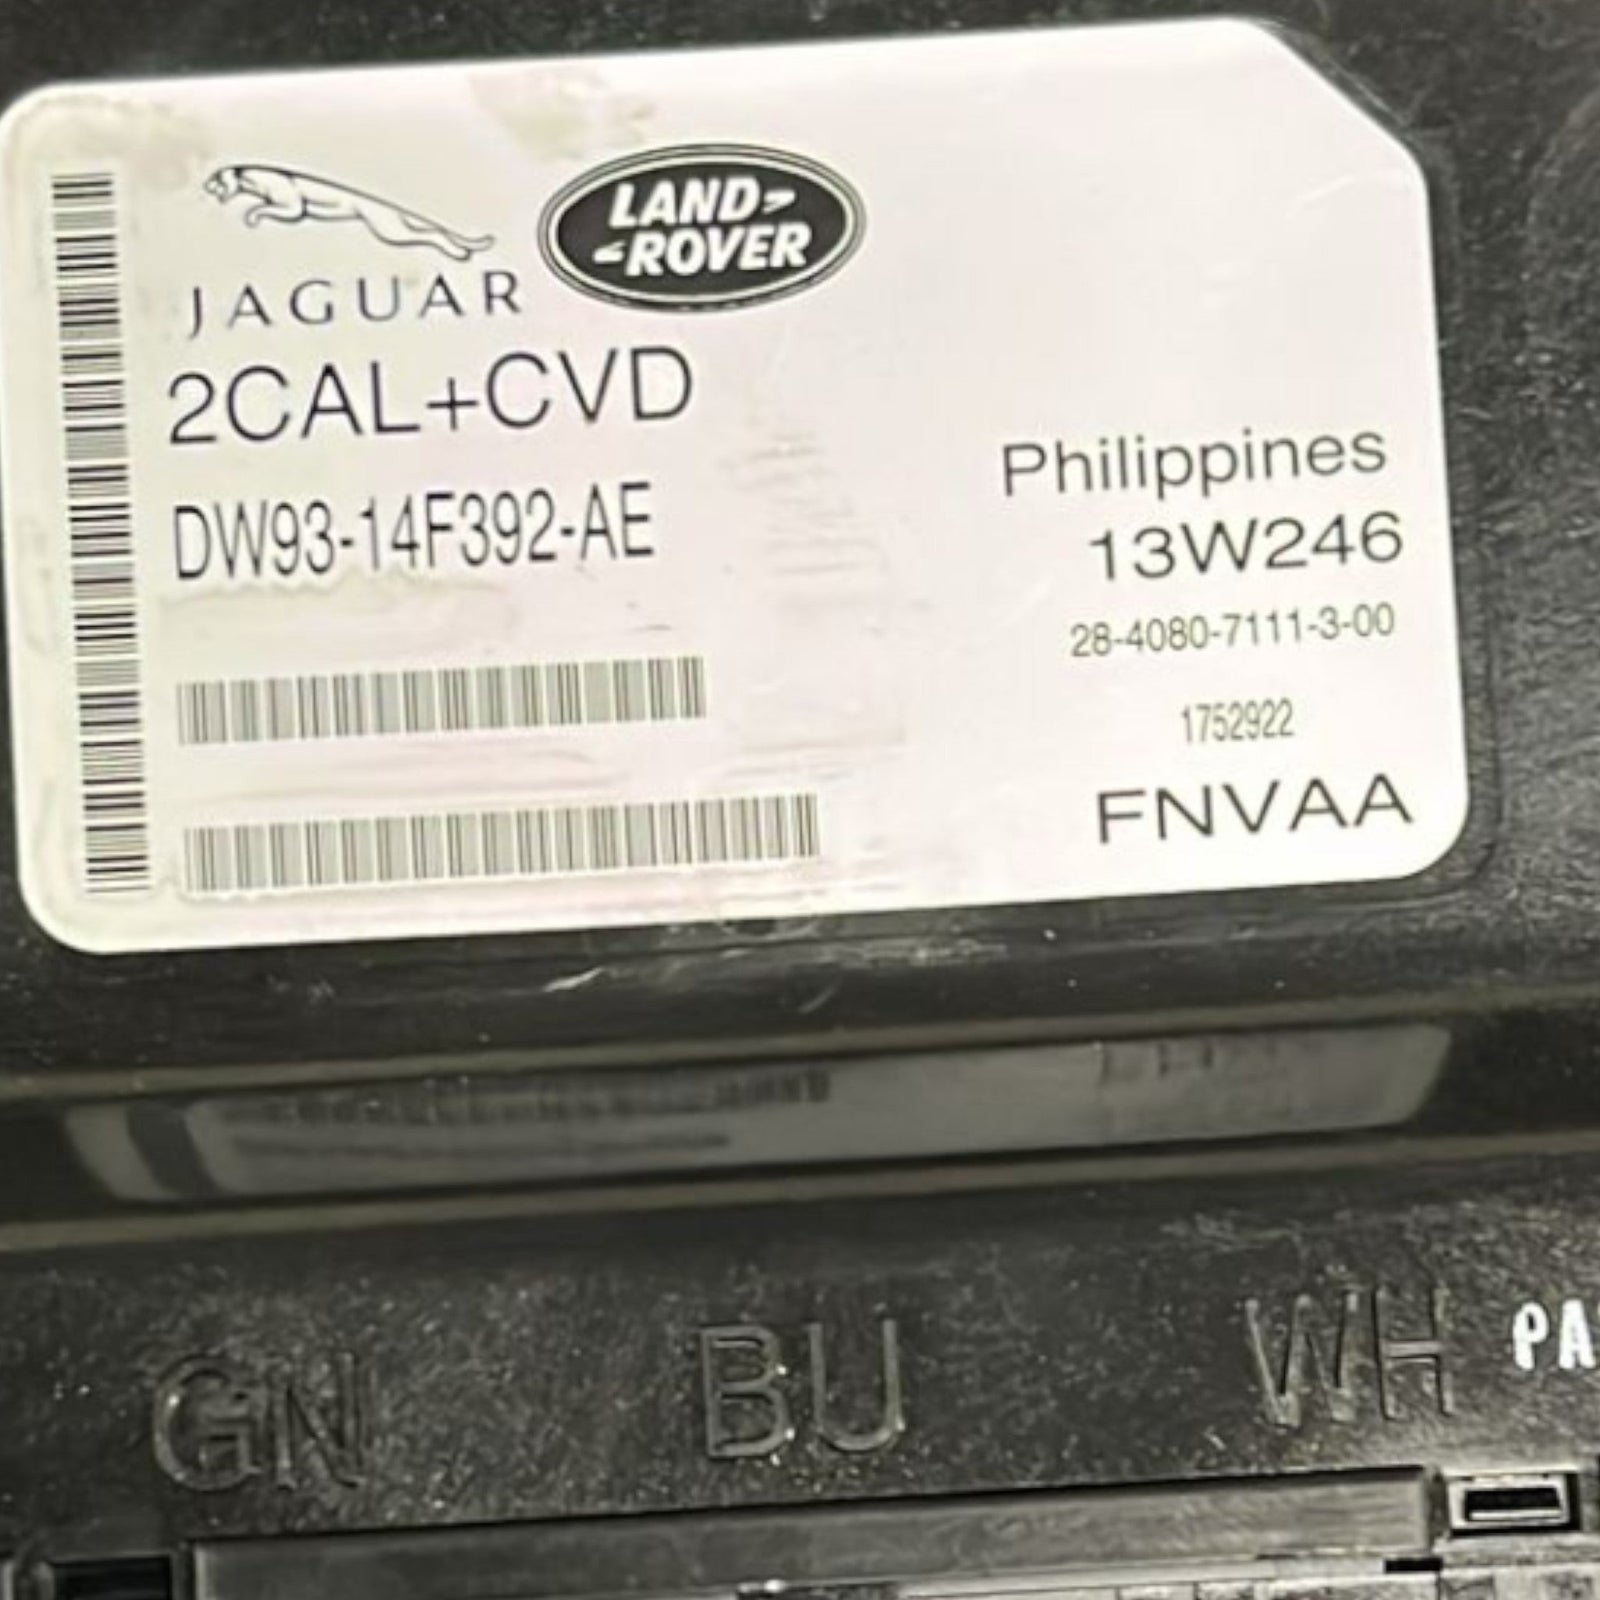 JAGUAR
LAND
ROVER
2CAL+CVD
DW93-14F392-AE
Philippines
13W246
28-4080-7111-3-00
1752922
FNVAA
GN BU WH
PA